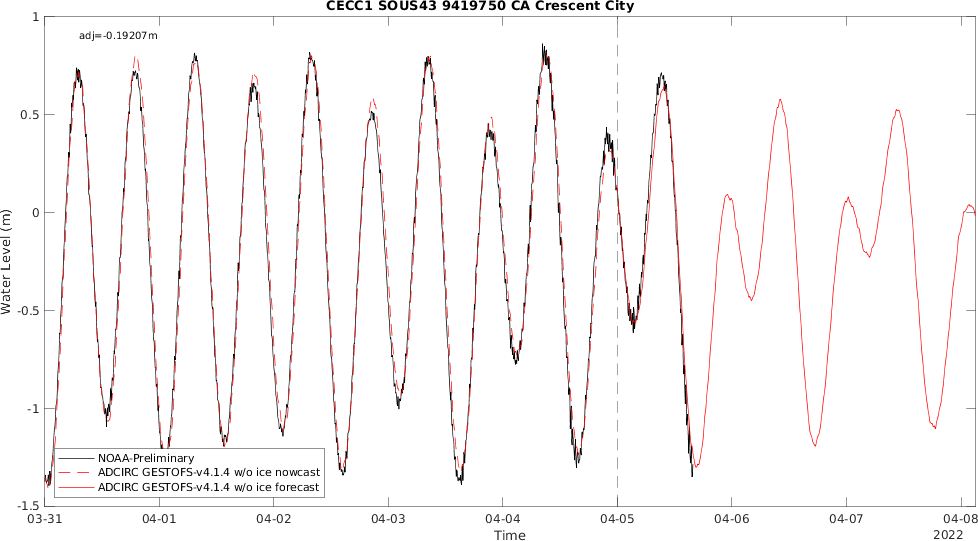 CECC1 SOUS43 9419750 CA Crescent City
adj=-0.19207m
1
0.5
0
-0.5
-1
-1.5
Water Level (m)
NOAA-Preliminary
ADCIRC GESTOFS-v4.1.4 w/o ice nowcast
ADCIRC GESTOFS-v4.1.4 w/o ice forecast
03-31 04-01 04-02 04-03 04-04 04-05 04-06 04-07 04-08
Time
2022